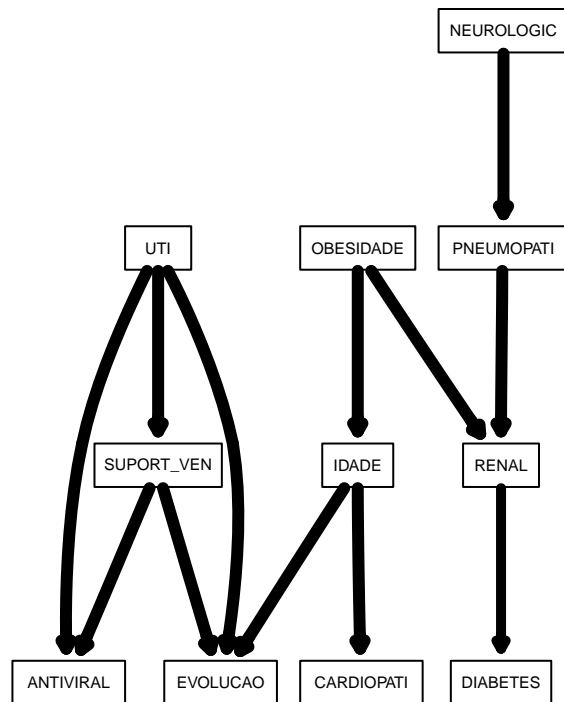 NEUROLOGIC
UTI
OBESIDADE
PNEUMOPATI
SUPORT_VEN
IDADE
RENAL
ANTIVIRAL
EVOLUCAO
CARDIOPATI
DIABETES